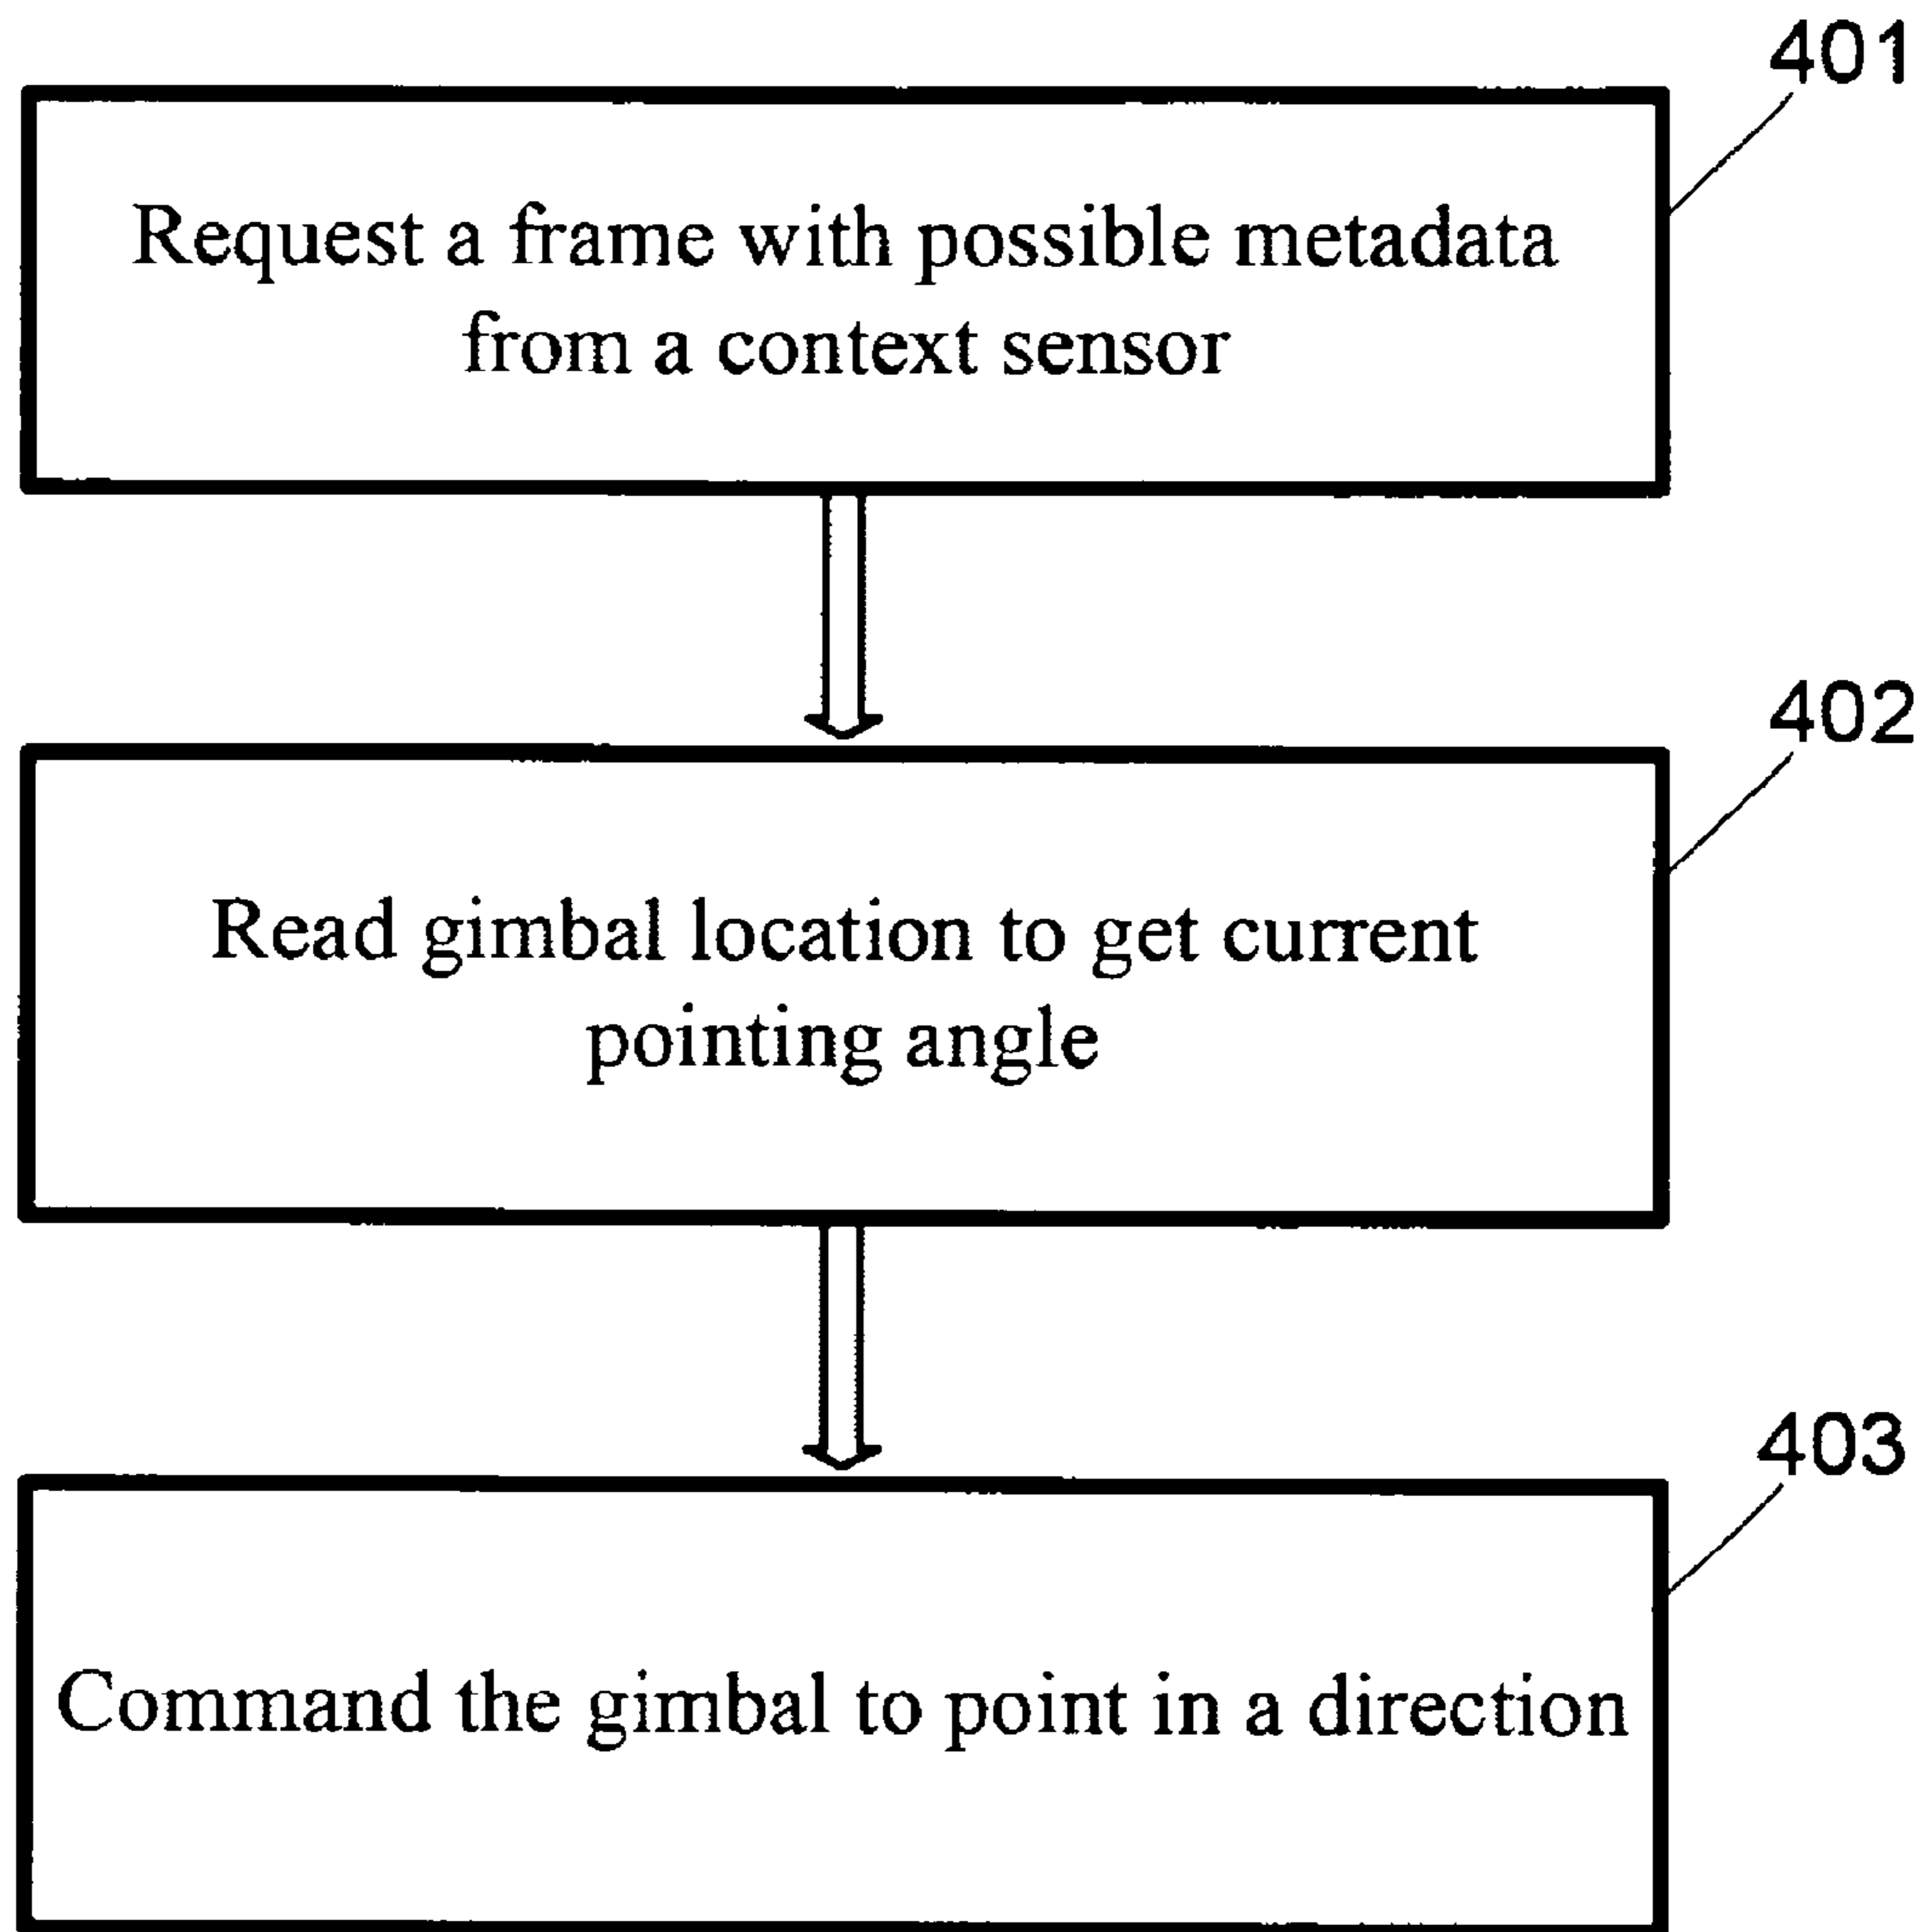 401
Request a frame with possible metadata
from a context sensor
402
Read gimbal location to get current
pointing angle
403
Command the gimbal to point in a direction